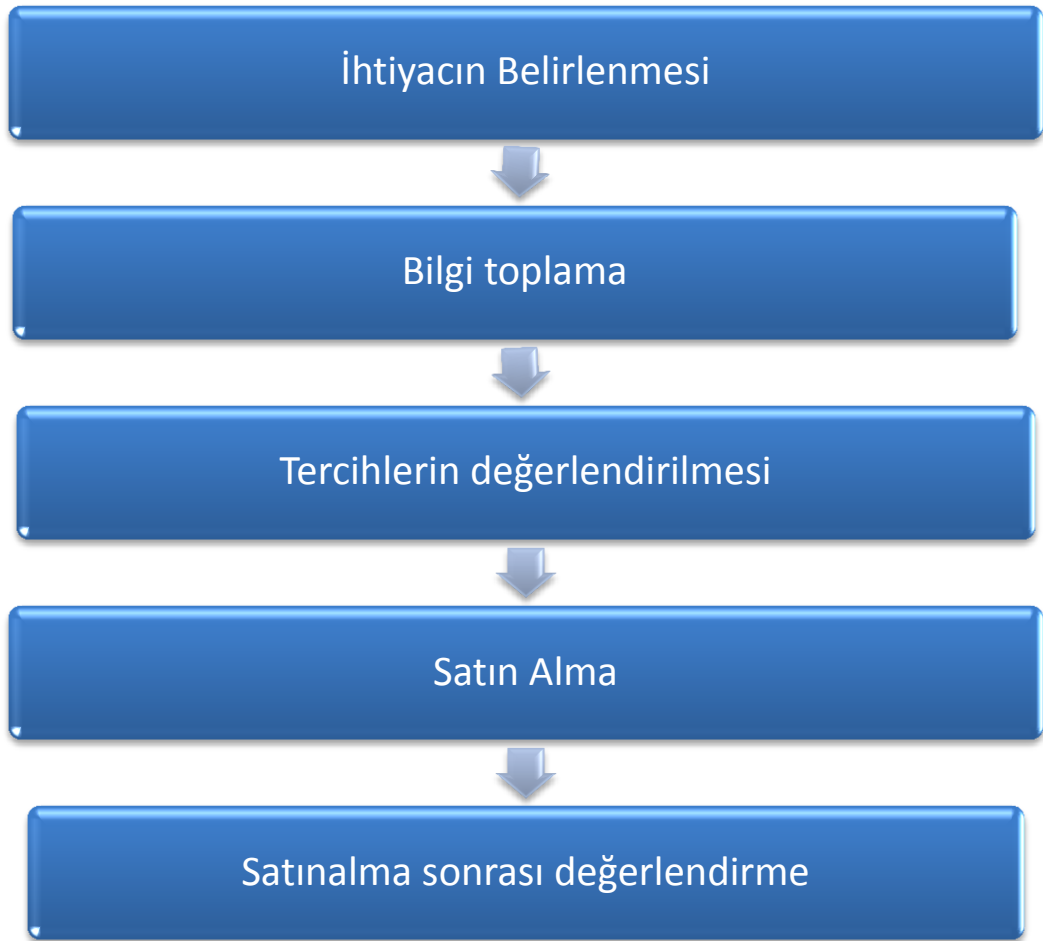 İhtiyacın Belirlenmesi
Bilgi toplama
Tercihlerin değerlendirilmesi
Satın Alma
Satınalma sonrası değerlendirme